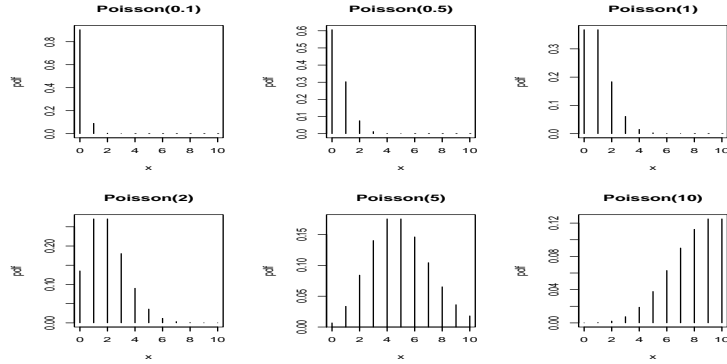 Poisson(0.1)
pdf
0.0 0.2 0.4 0.6 0.8
0 2 4 6 8 10
x
Poisson(0.5)
pdf
0.0 0.1 0.2 0.3 0.4 0.5 0.6
0 2 4 6 8 10
x
Poisson(1)
pdf
0.0 0.1 0.2 0.3
0 2 4 6 8 10
x
Poisson(2)
pdf
0.00 0.10 0.20
0 2 4 6 8 10
x
Poisson(5)
pdf
0.00 0.05 0.10 0.15
0 2 4 6 8 10
x
Poisson(10)
pdf
0.00 0.04 0.08 0.12
0 2 4 6 8 10
x